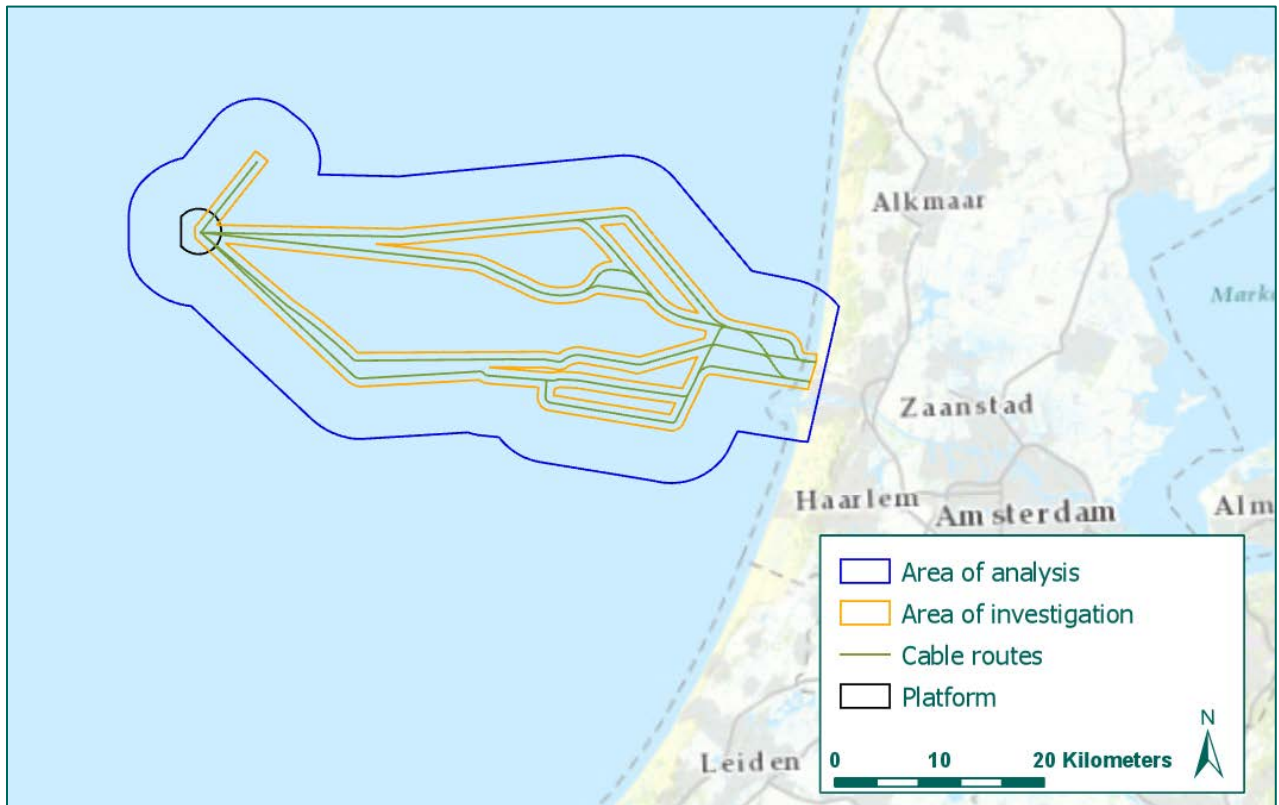 Alkmaar
Marke
Zaanstad
Haarlem
Amsterdam
Alm
Leiden
Area of analysis
Area of investigation
Cable routes
Platform
N
0 10 20 Kilometers